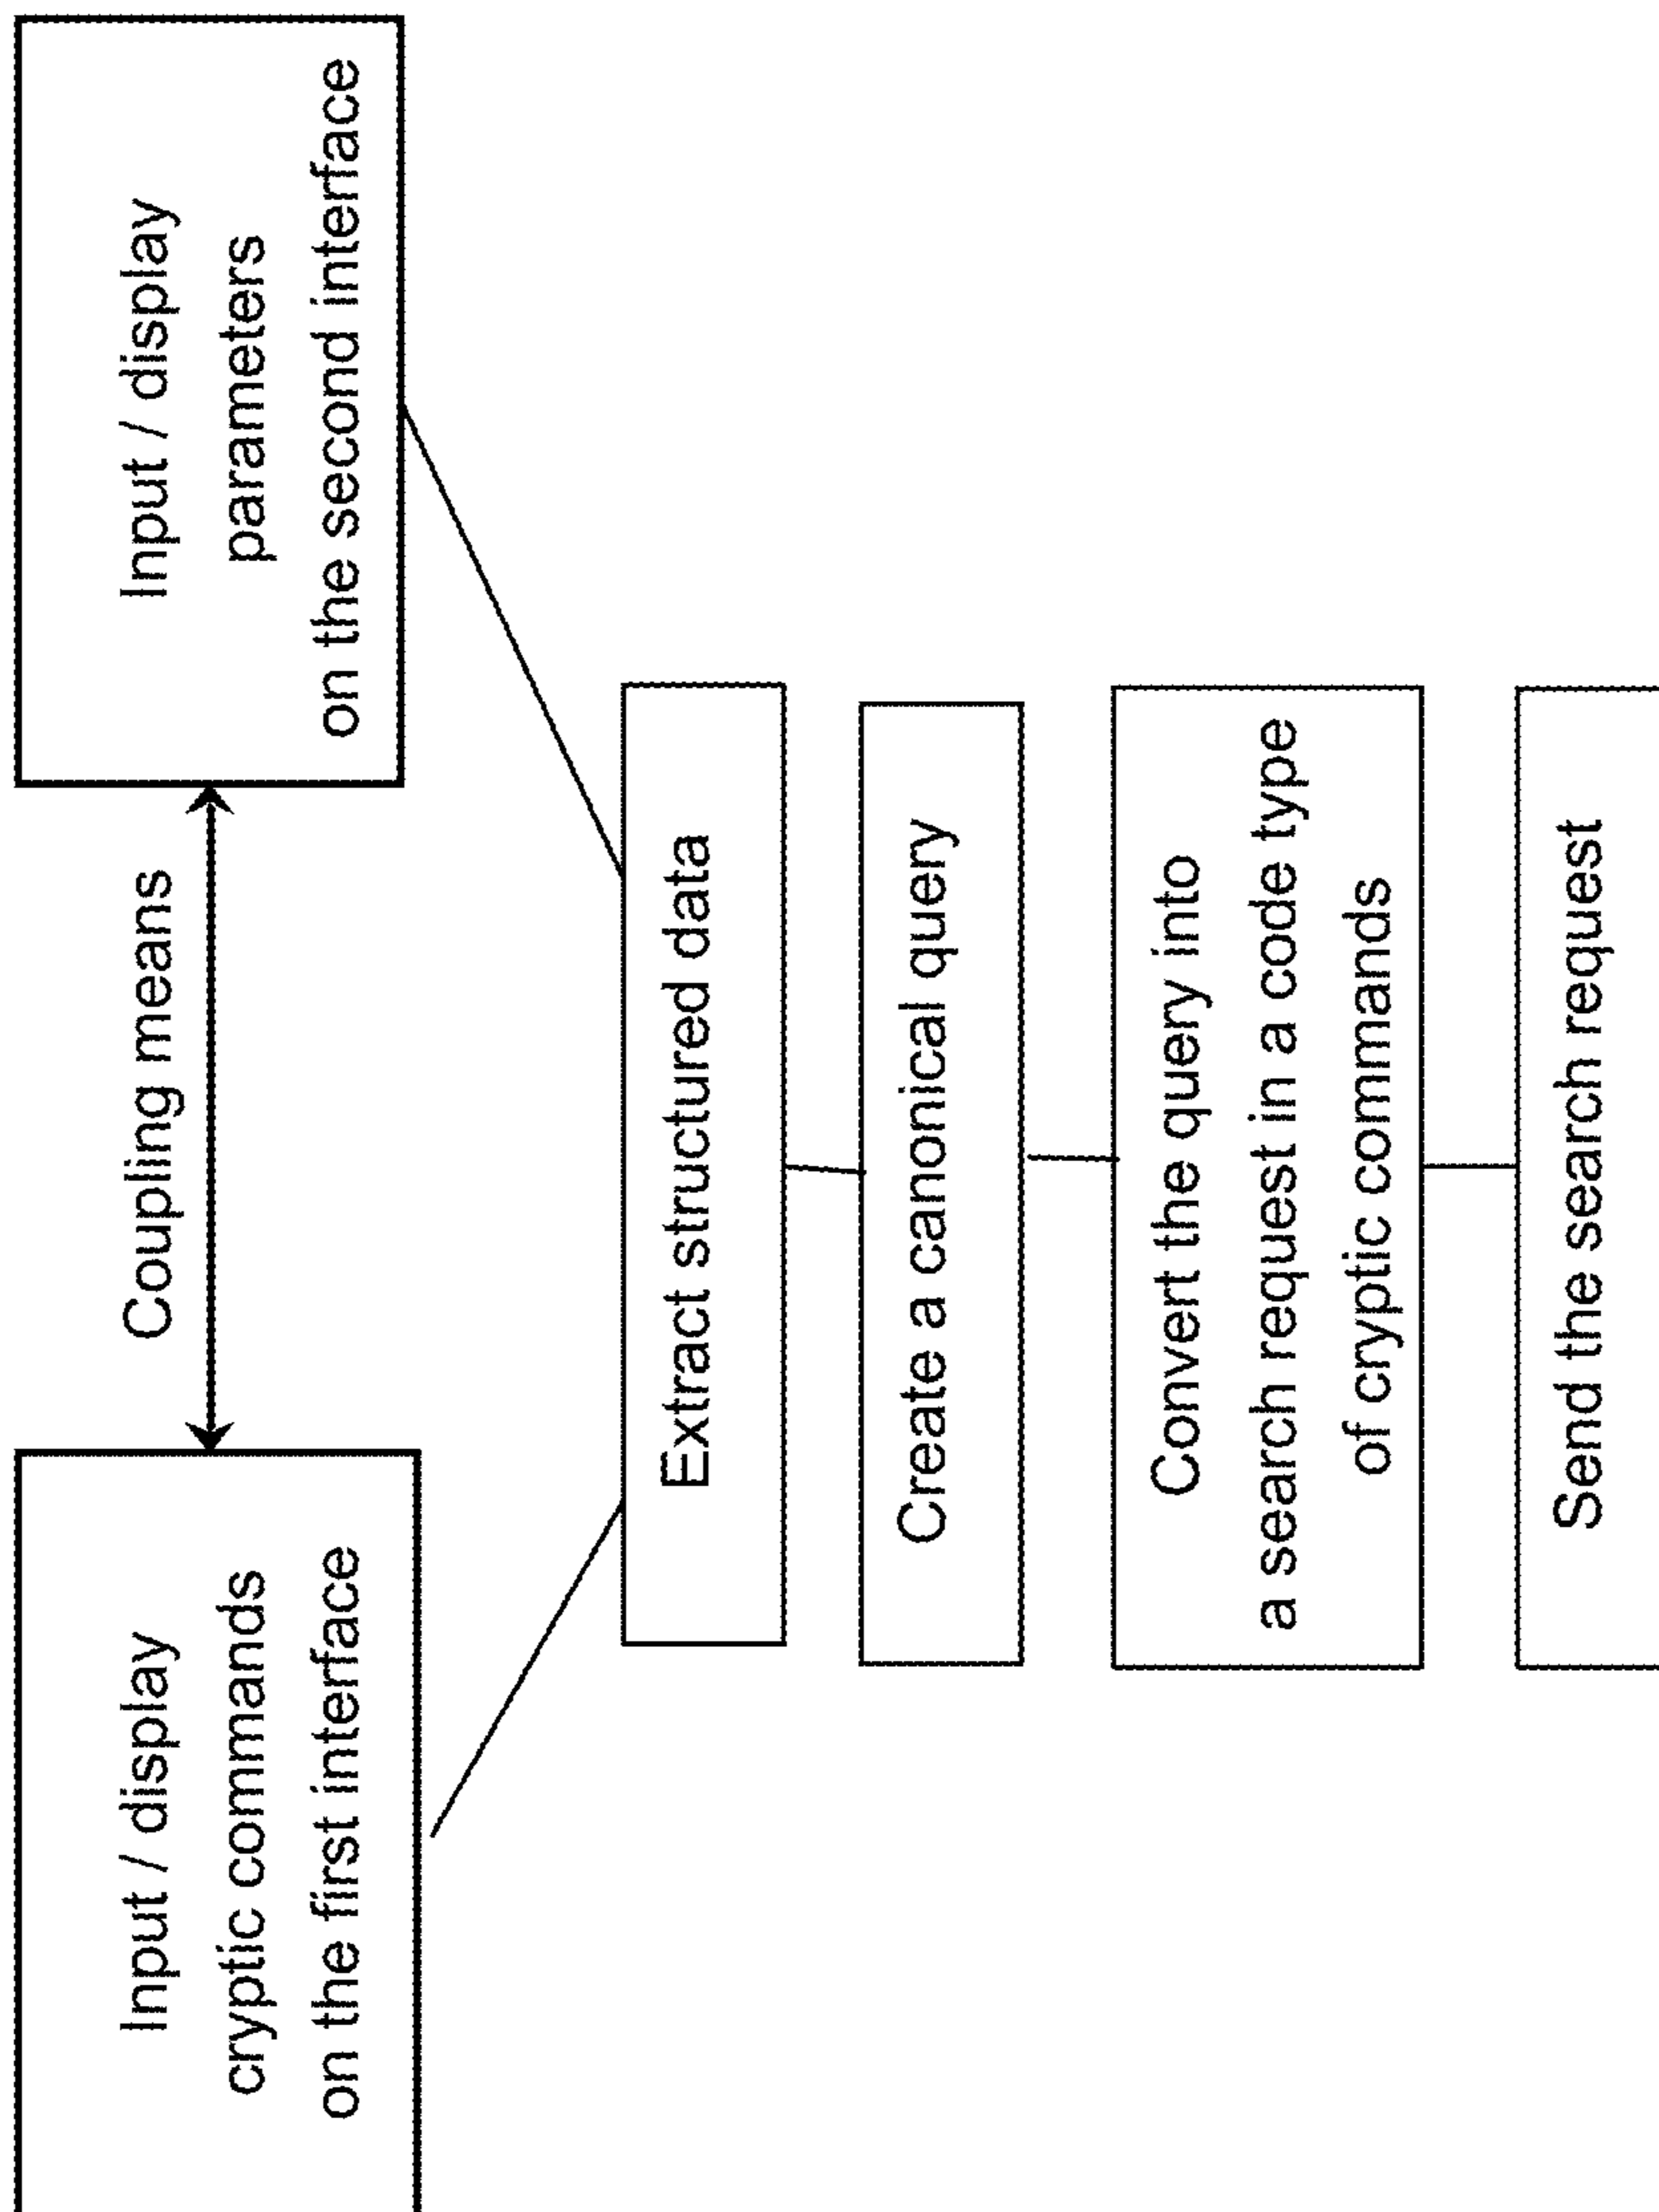 Input / display
cryptic commands
on the first interface
Coupling means
Input / display
parameters
on the second interface
Extract structured data
Create a canonical query
Convert the query into
a search request in a code type
of cryptic commands
Send the search request